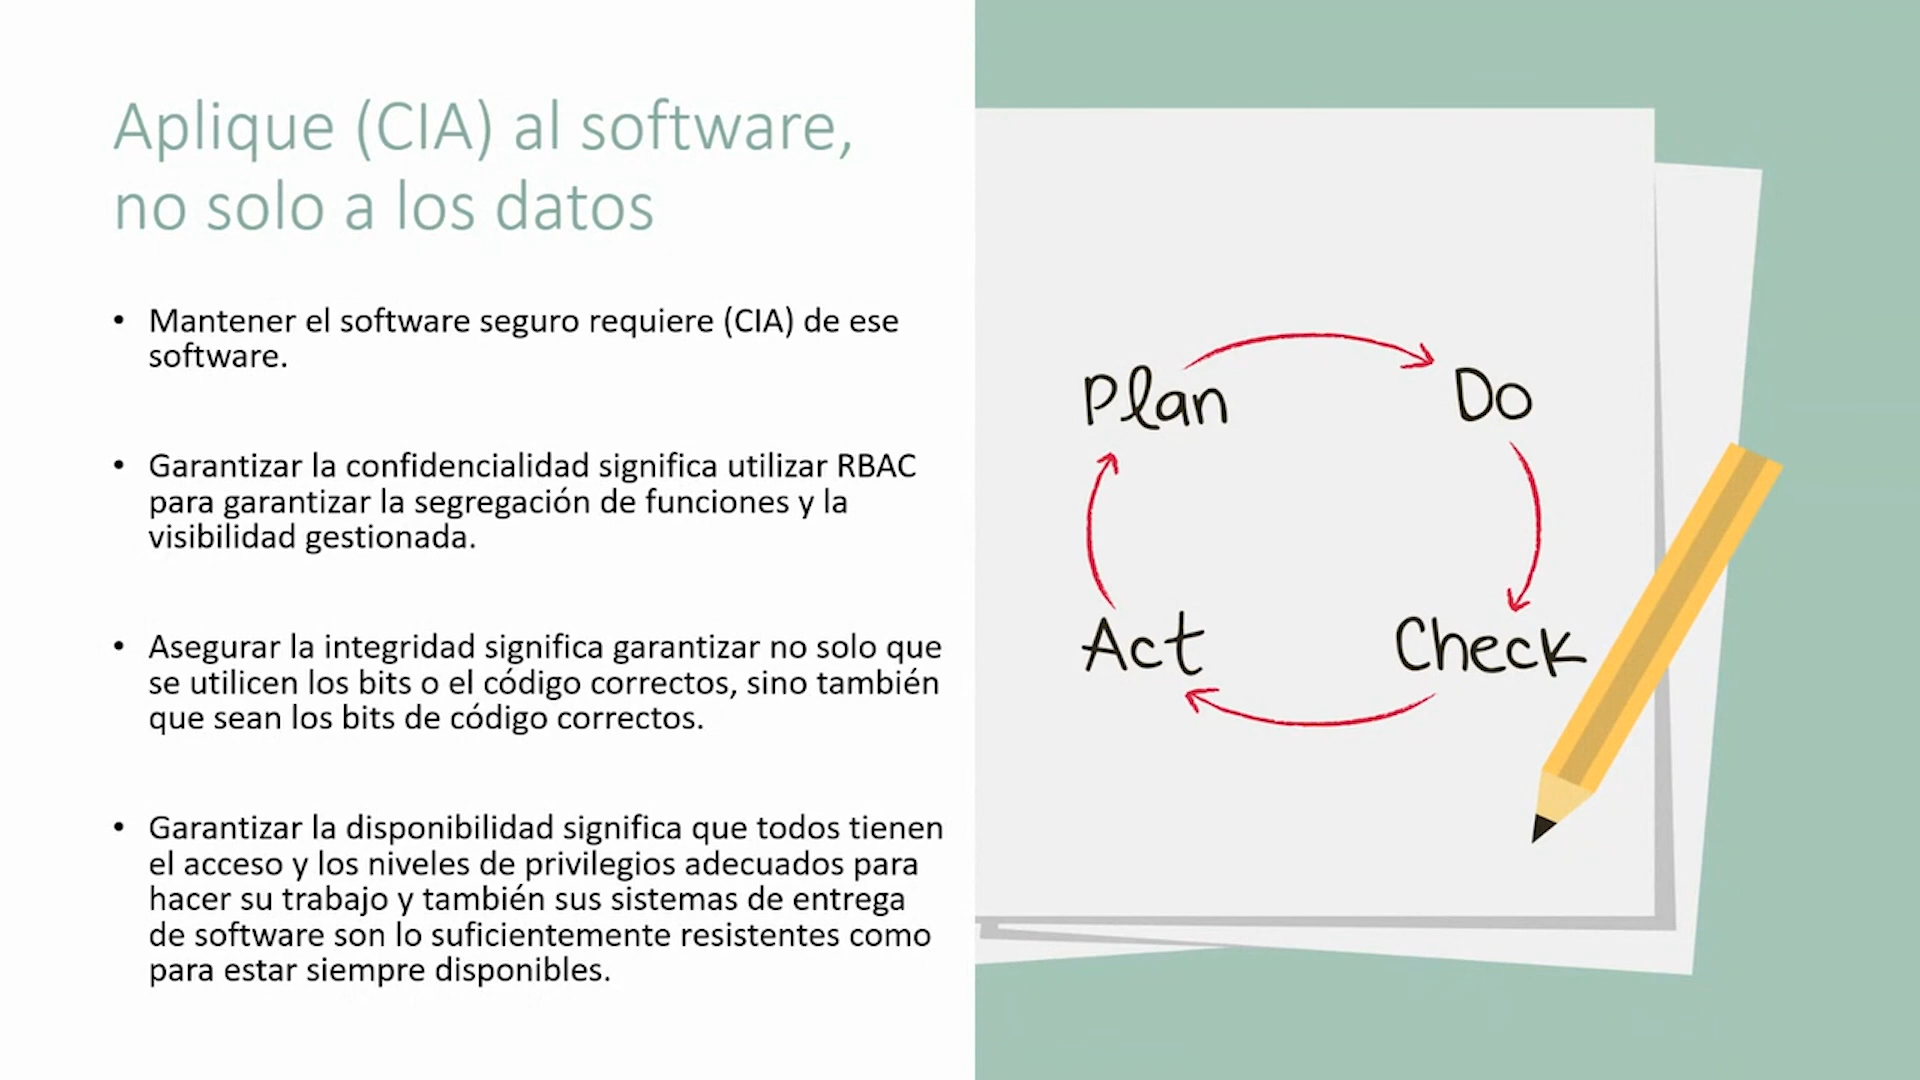 Aplique (CIA) al software,
no solo a los datos
• Mantener el software seguro requiere (CIA) de ese
software.
• Garantizar la confidencialidad significa utilizar RBAC
para garantizar la segregación de funciones y la
visibilidad gestionada.
• Asegurar la integridad significa garantizar no solo que
se utilicen los bits o el código correctos, sino también
que sean los bits de código correctos.
• Garantizar la disponibilidad significa que todos tienen
el acceso y los niveles de privilegios adecuados para
hacer su trabajo y también sus sistemas de entrega
de software son lo suficientemente resistentes como
para estar siempre disponibles.
Plan
Do
Act
Check